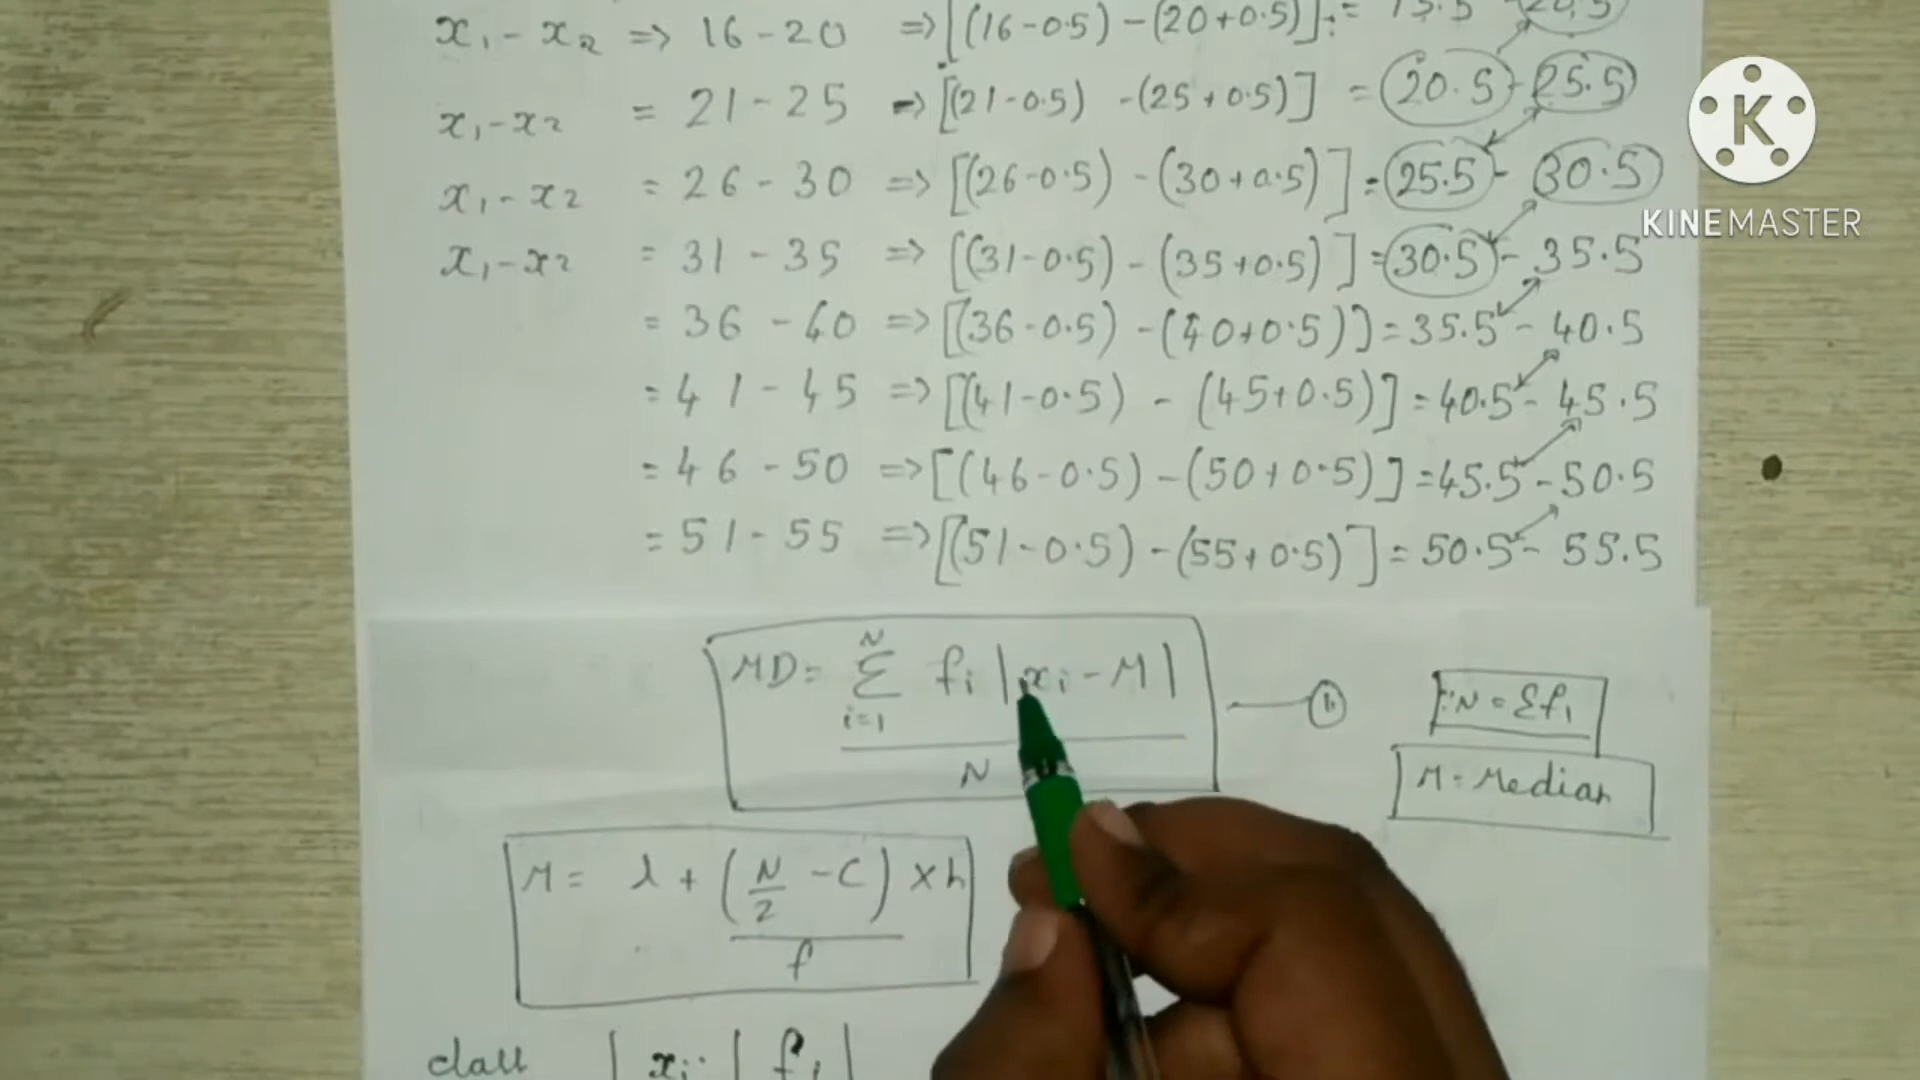 x₁ - x₂ => 16 - 20 => [(16-0.5) - (20+0.5)] = 15.5 - 20.5
x₁-x₂ = 21 - 25 -> [(21-0.5) - (25+0.5)] = 20.5 - 25.5
x₁-x₂ = 26 - 30 => [(26-0.5) - (30+0.5)] = 25.5 - 30.5
x₁-x₂ = 31 - 35 => [(31-0.5) - (35+0.5)] = 30.5 - 35.5
= 36 - 40 => [(36-0.5) - (40+0.5)] = 35.5 - 40.5
= 41 - 45 => [(41-0.5) - (45+0.5)] = 40.5 - 45.5
= 46 - 50 => [(46-0.5) - (50+0.5)] = 45.5 - 50.5
= 51 - 55 => [(51-0.5) - (55+0.5)] = 50.5 - 55.5
KINEMASTER
MD = N Σ i=1 fi |xi - M|
N
∵ N = Σfi
M = Median
M = l + (N/2 - C) × h
f
class | xi | fi |